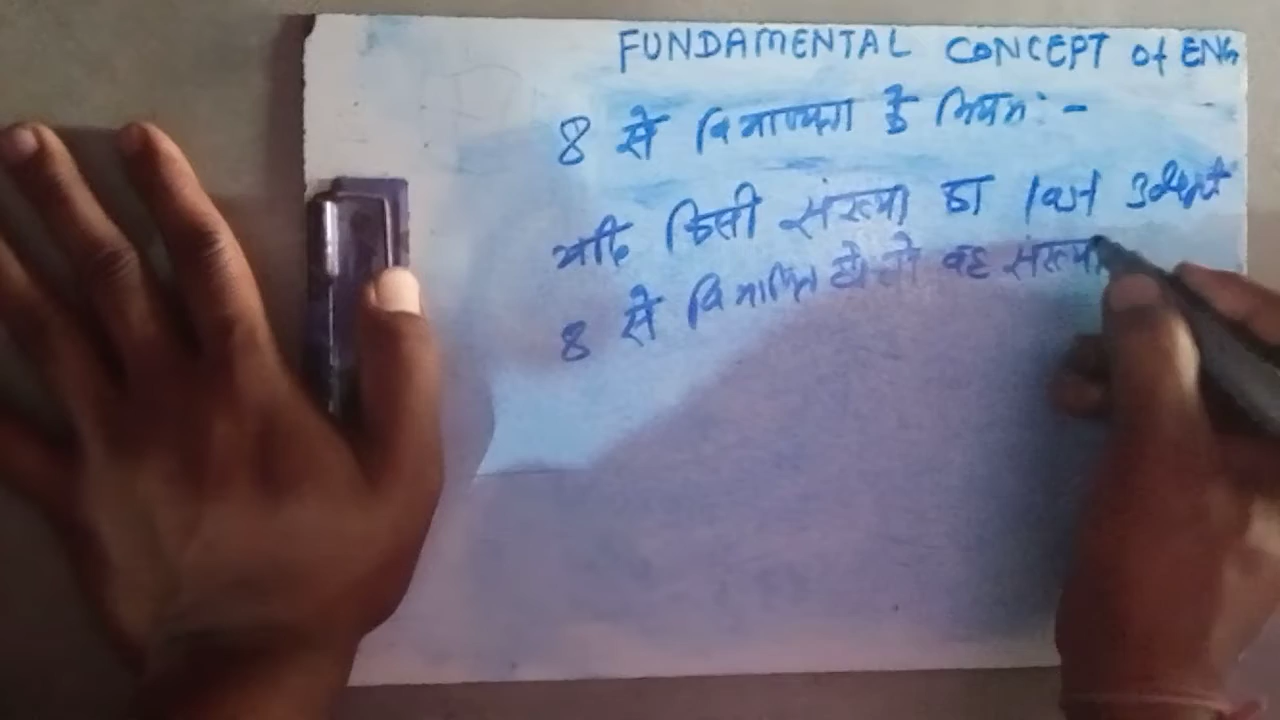 FUNDAMENTAL CONCEPT of ENG
8 से विभाज्यता के नियम :-
यदि किसी संख्या का last 3digit
8 से विभाजित हो तो वह संख्या